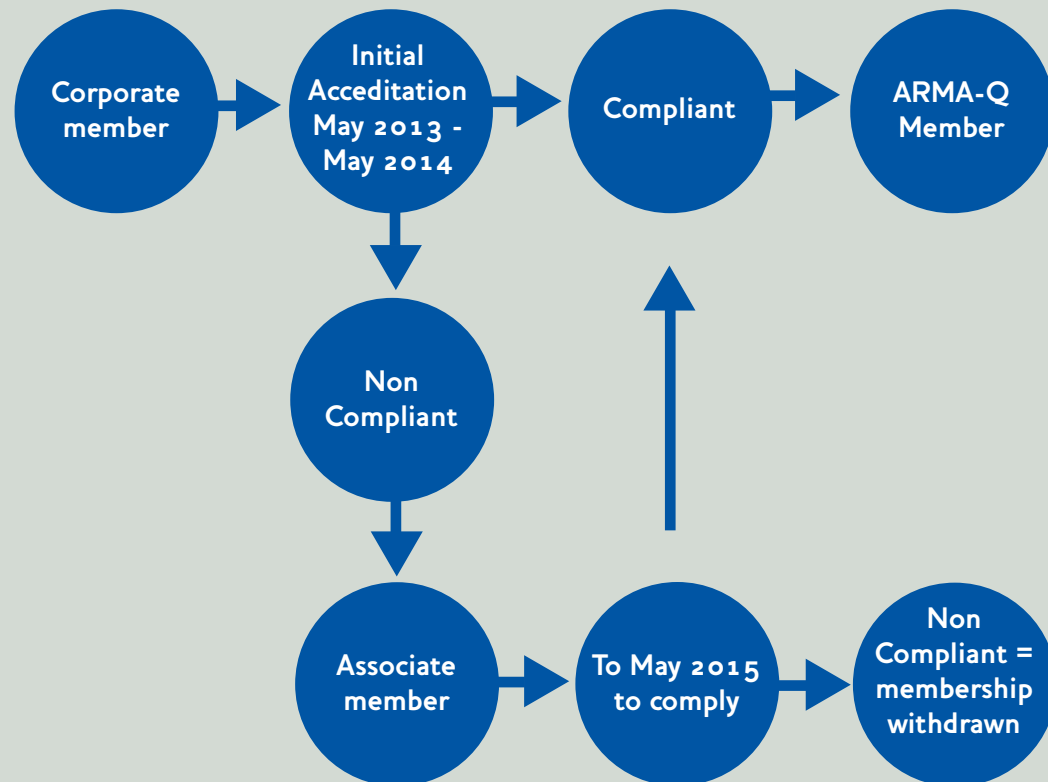 Corporate
member
Initial
Acceditation
May 2013 -
May 2014
Compliant
ARMA-Q
Member
Non
Compliant
Associate
member
To May 2015
to comply
Non
Compliant =
membership
withdrawn